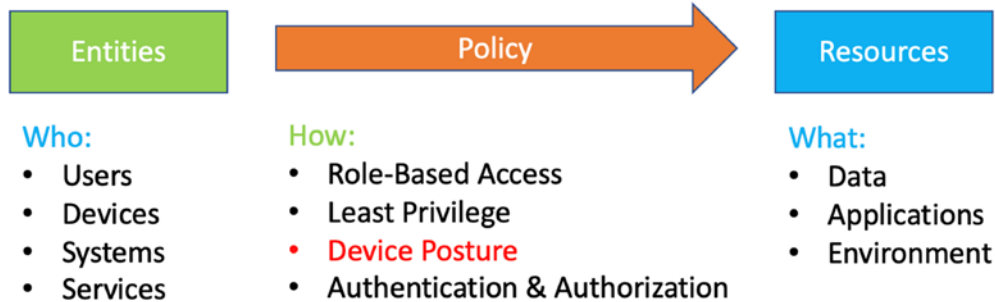 Entities
Policy
Resources
Who:
• Users
• Devices
• Systems
• Services
How:
• Role-Based Access
• Least Privilege
• Device Posture
• Authentication & Authorization
What:
• Data
• Applications
• Environment